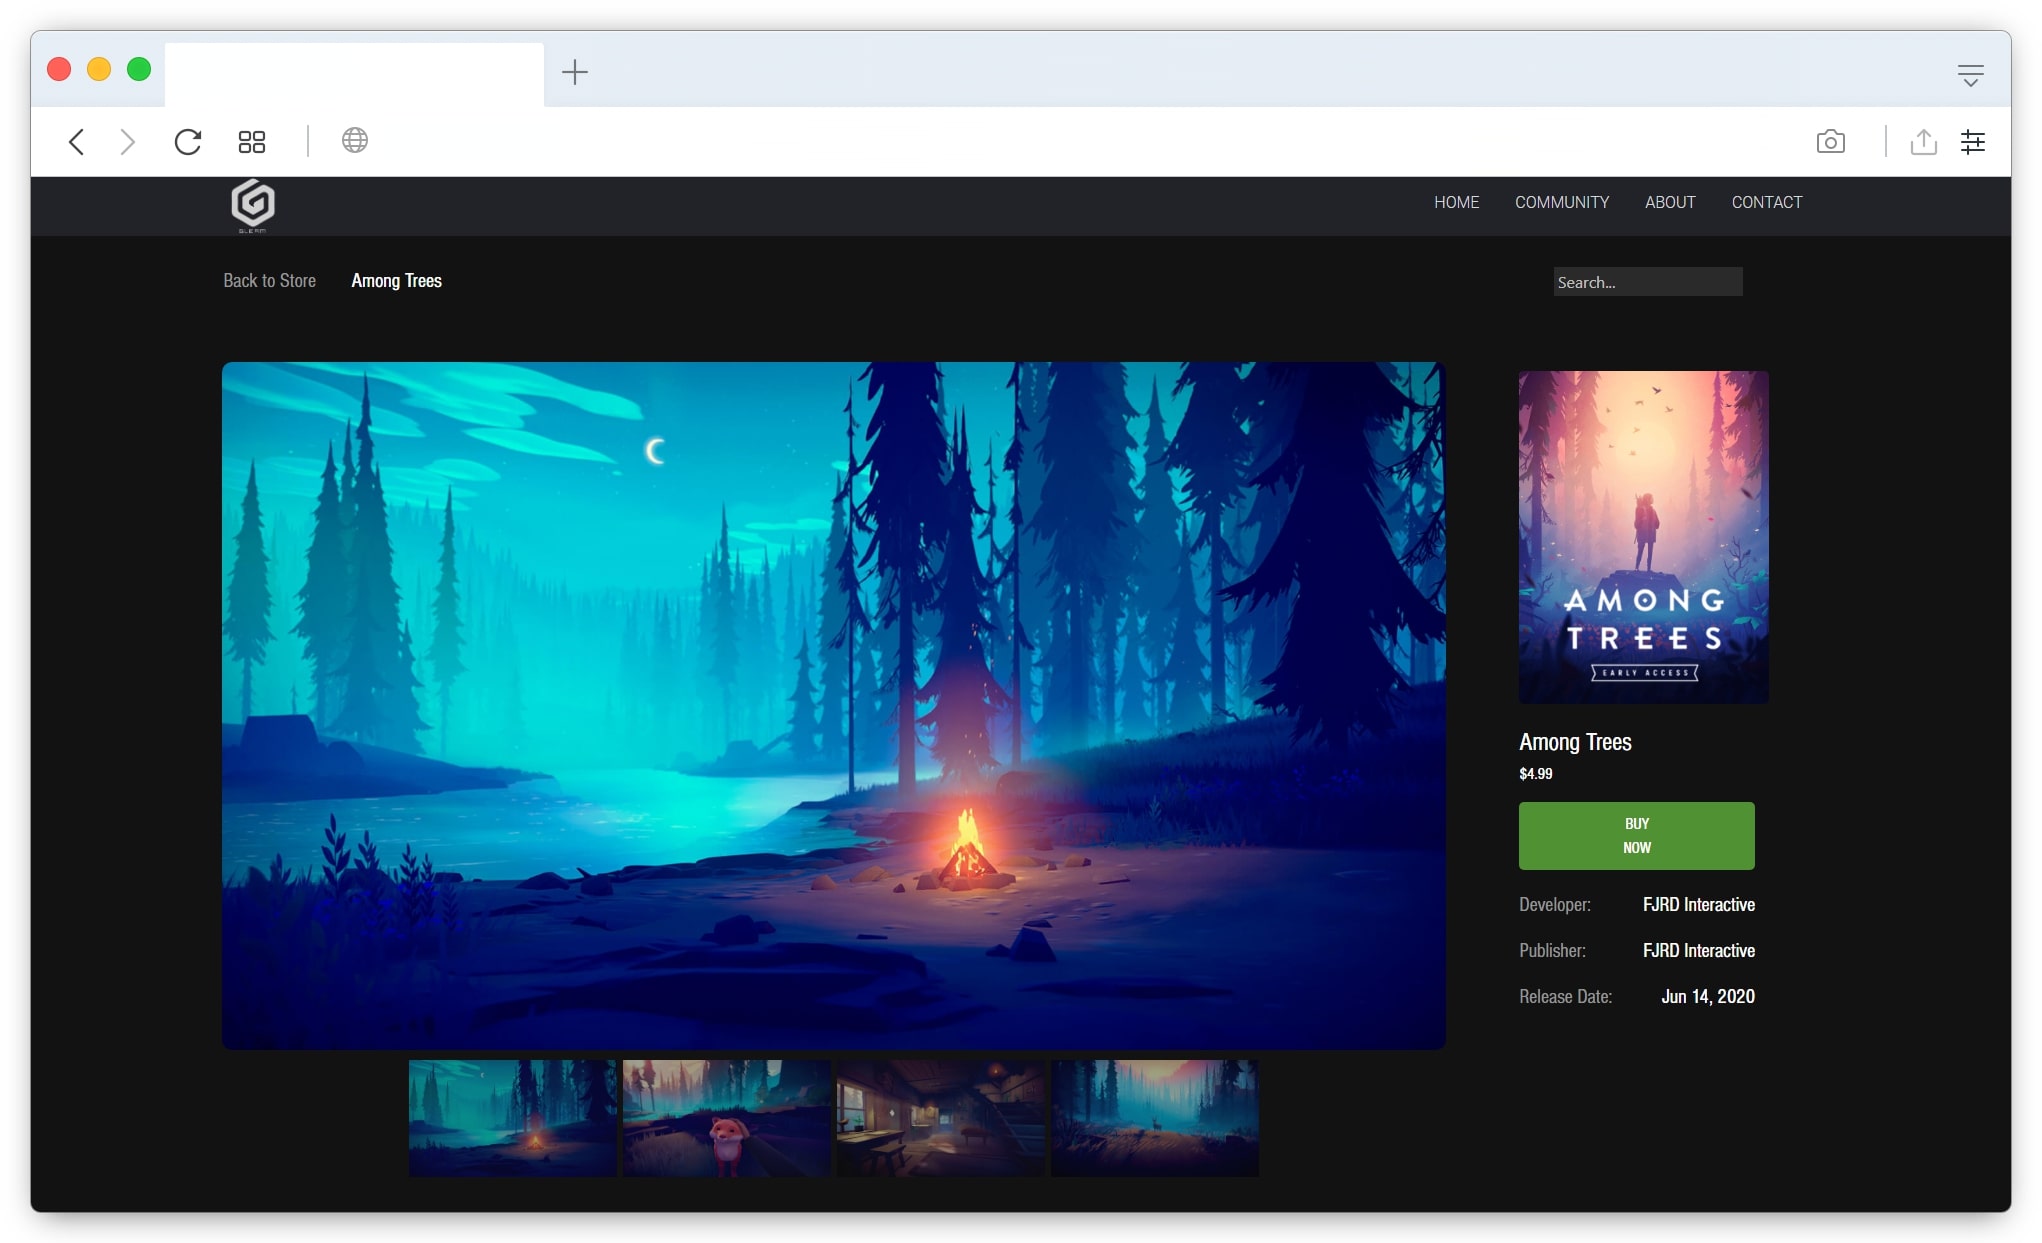 GLEAM
HOME COMMUNITY ABOUT CONTACT
Back to Store Among Trees
Search...
AMONG
TREES
EARLY ACCESS
Among Trees
$4.99
BUY
NOW
Developer: FJRD Interactive
Publisher: FJRD Interactive
Release Date: Jun 14, 2020